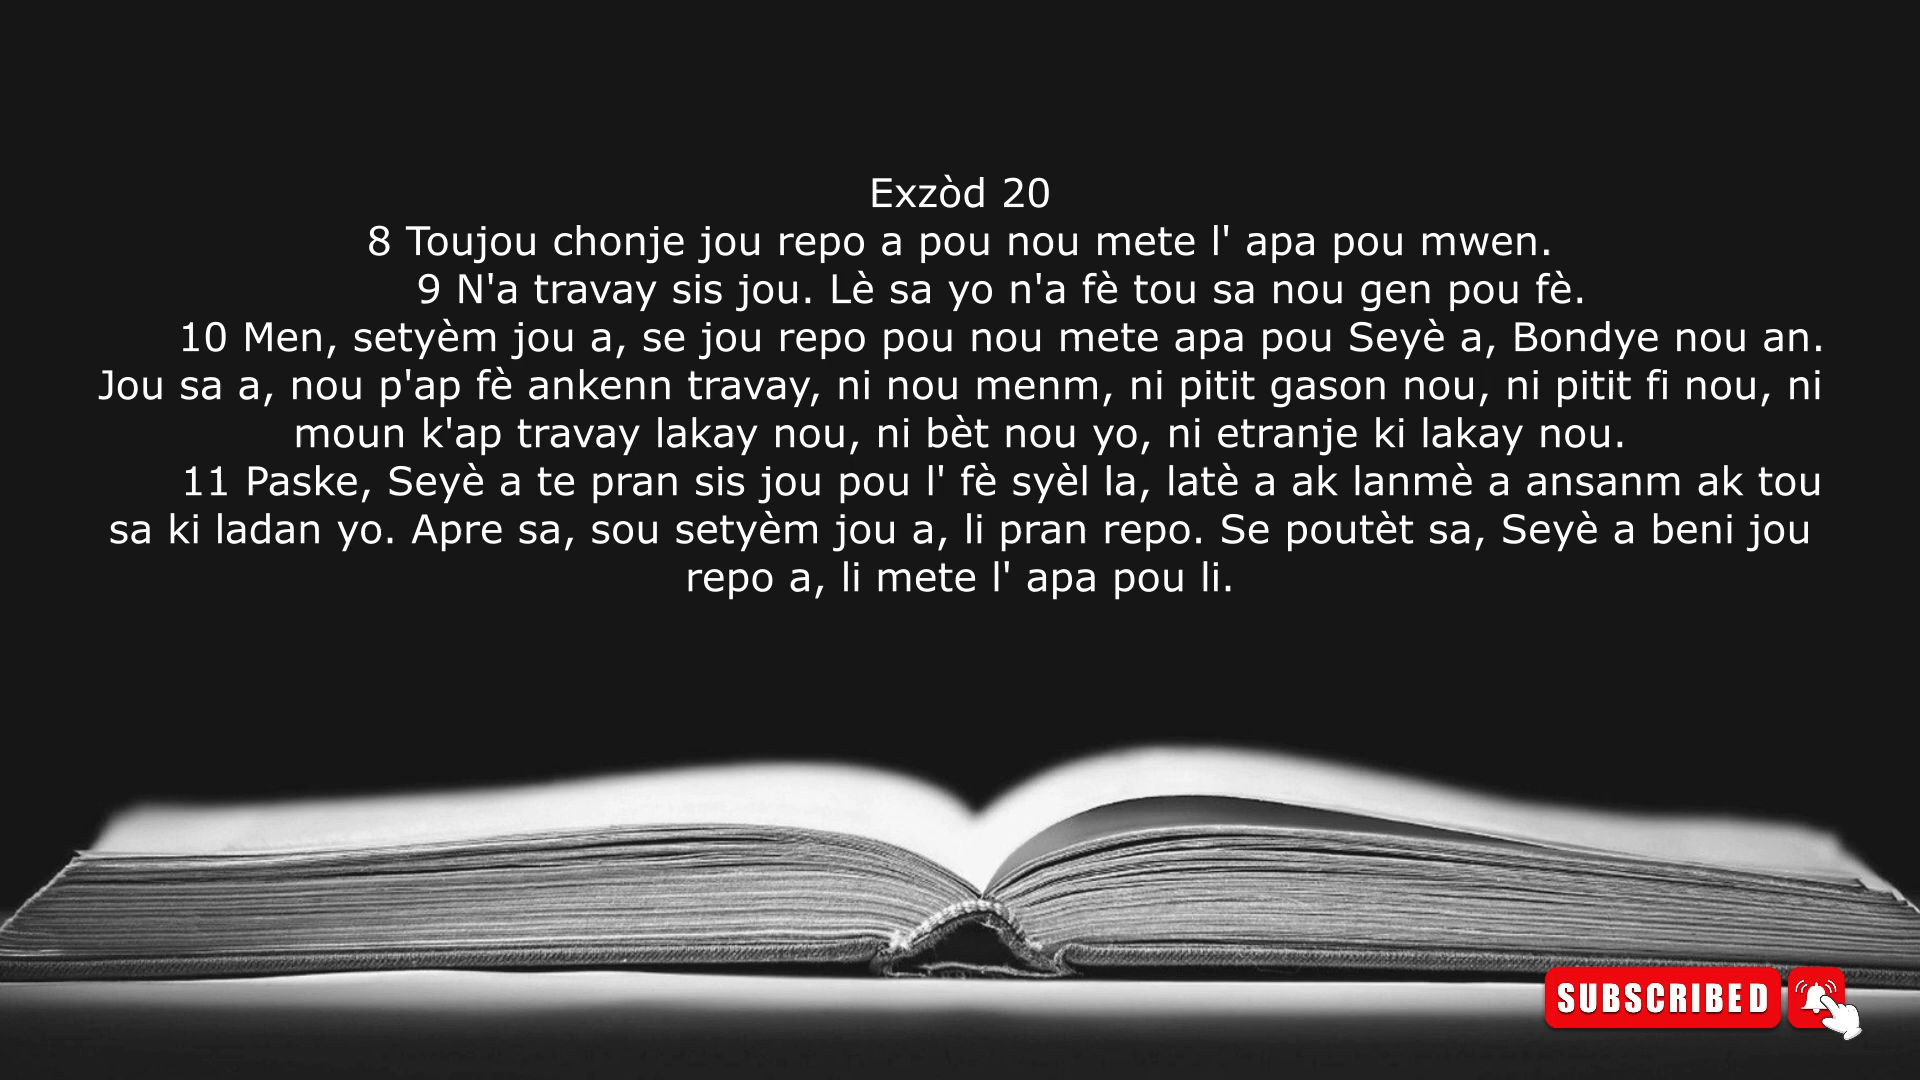 Exzòd 20
8 Toujou chonje jou repo a pou nou mete l' apa pou mwen.
9 N'a travay sis jou. Lè sa yo n'a fè tou sa nou gen pou fè.
10 Men, setyèm jou a, se jou repo pou nou mete apa pou Seyè a, Bondye nou an.
Jou sa a, nou p'ap fè ankenn travay, ni nou menm, ni pitit gason nou, ni pitit fi nou, ni
moun k'ap travay lakay nou, ni bèt nou yo, ni etranje ki lakay nou.
11 Paske, Seyè a te pran sis jou pou l' fè syèl la, latè a ak lanmè a ansanm ak tou
sa ki ladan yo. Apre sa, sou setyèm jou a, li pran repo. Se poutèt sa, Seyè a beni jou
repo a, li mete l' apa pou li.
SUBSCRIBED